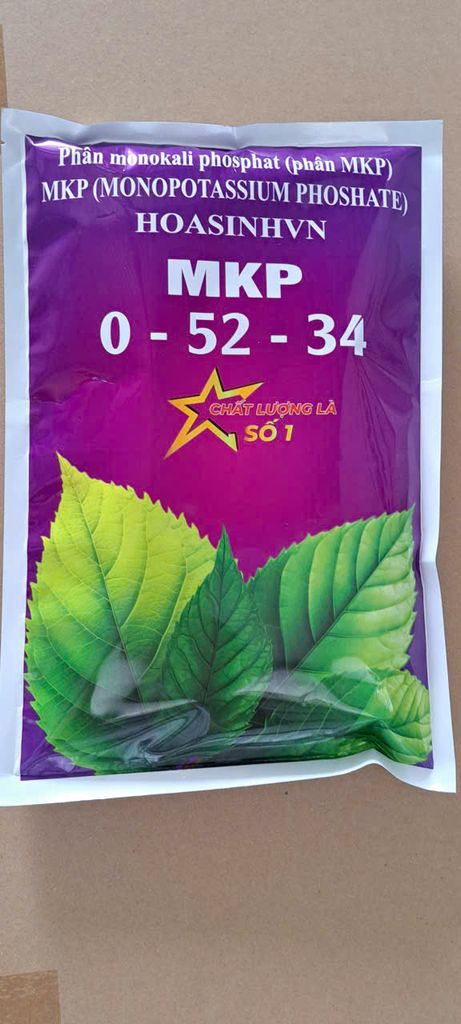 Phân monokali phosphat (phân MKP)
MKP (MONOPOTASSIUM PHOSHATE)
HOASINHVN
MKP
0 - 52 - 34
CHẤT LƯỢNG LÀ
SỐ 1